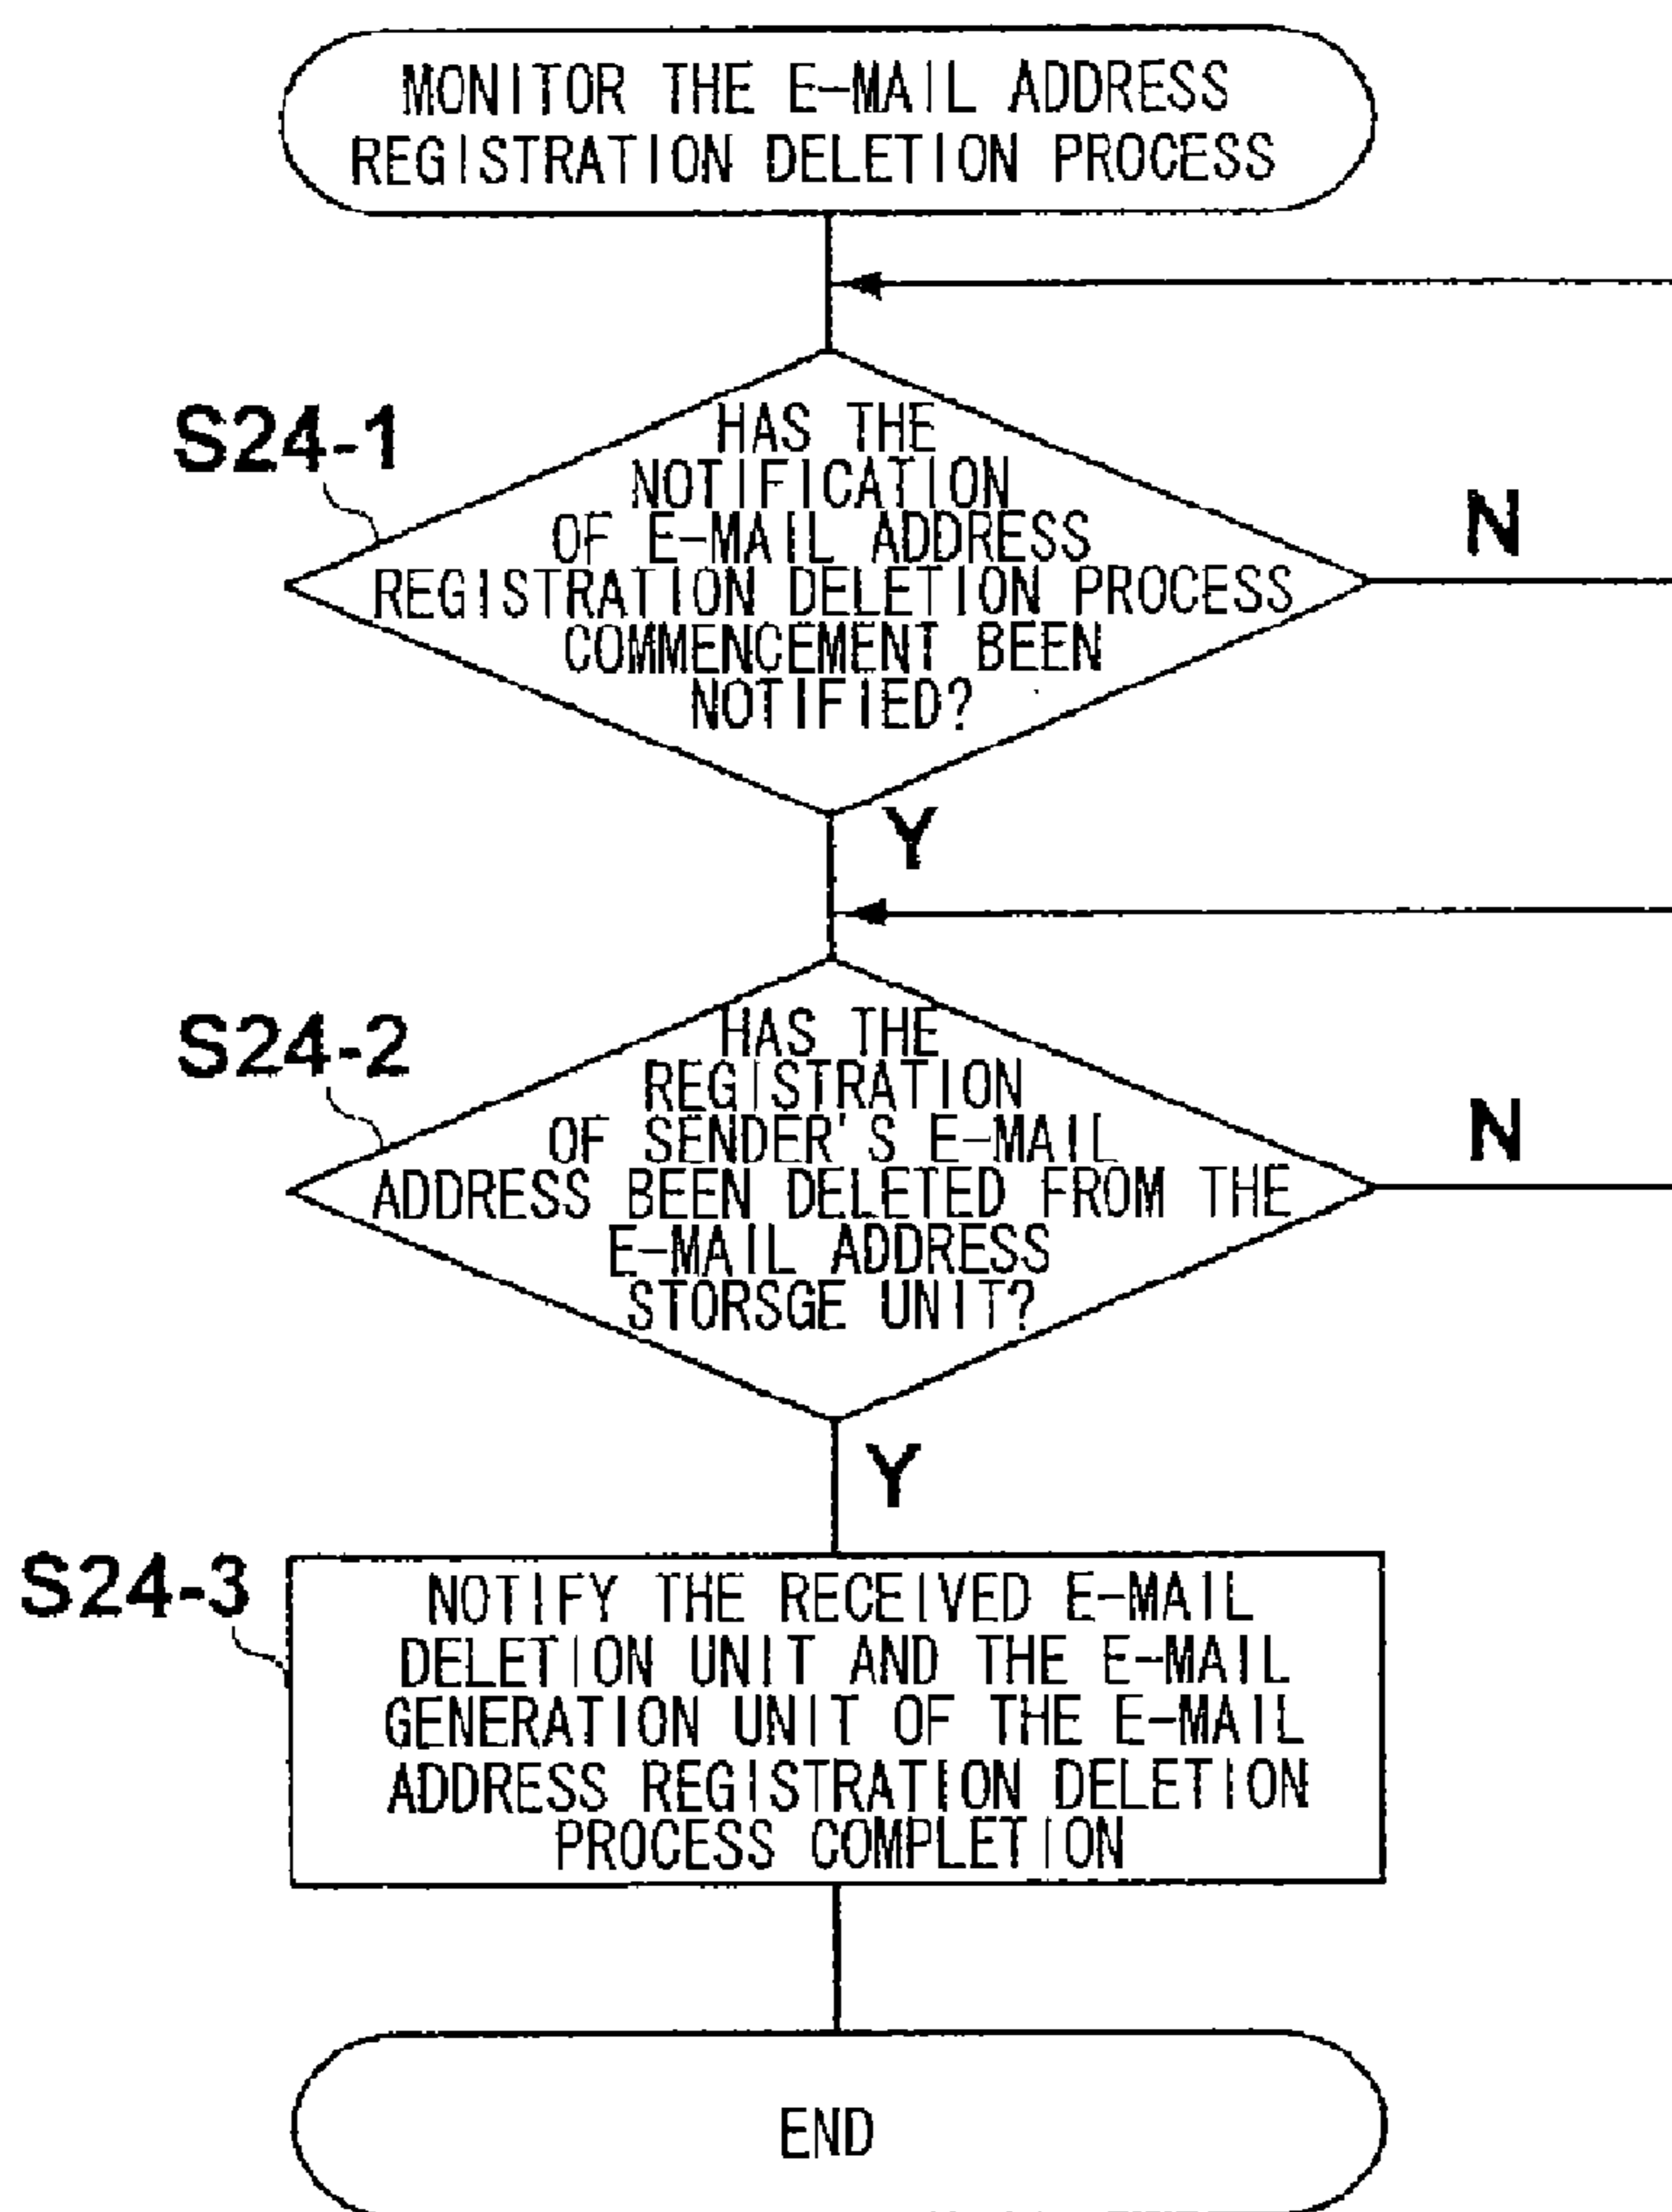 MONITOR THE E-MAIL ADDRESS
REGISTRATION DELETION PROCESS
S24-1
HAS THE
NOTIFICATION
OF E-MAIL ADDRESS
REGISTRATION DELETION PROCESS
COMMENCEMENT BEEN
NOTIFIED?
N
Y
S24-2
HAS THE
REGISTRATION
OF SENDER'S E-MAIL
ADDRESS BEEN DELETED FROM THE
E-MAIL ADDRESS
STORSGE UNIT?
N
Y
S24-3
NOTIFY THE RECEIVED E-MAIL
DELETION UNIT AND THE E-MAIL
GENERATION UNIT OF THE E-MAIL
ADDRESS REGISTRATION DELETION
PROCESS COMPLETION
END